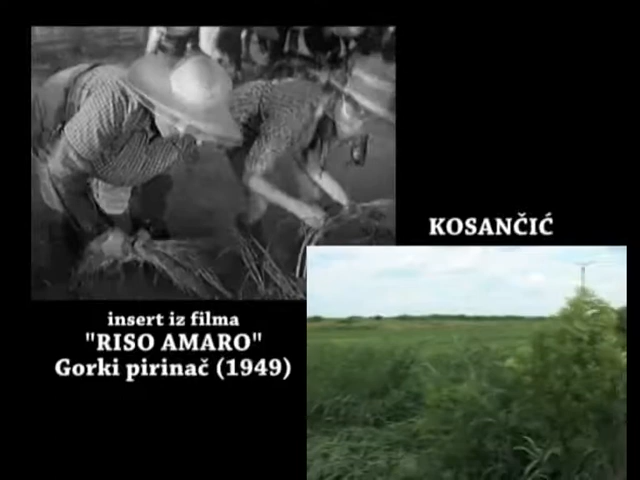 KOSANČIĆ
insert iz filma
"RISO AMARO"
Gorki pirinač (1949)